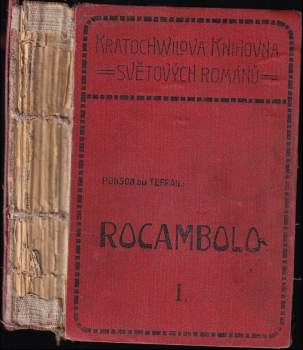 KRATOCHWILOVA KNIHOVNA
SVĚTOVÝCH ROMÁNŮ
PONSON DU TERRAIL:
ROCAMBOLO
I.